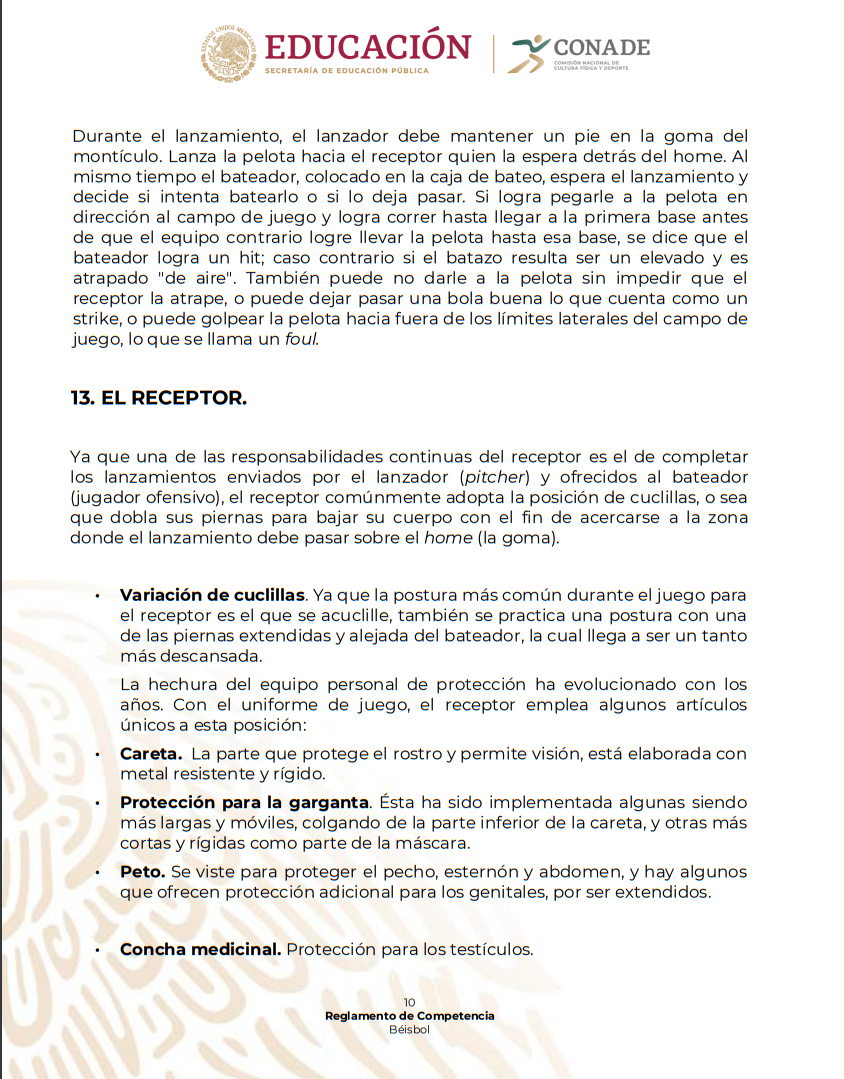 EDUCACIÓN
SECRETARÍA DE EDUCACIÓN PÚBLICA
ESTADOS UNIDOS MEXICANOS
CONADE
COMISIÓN NACIONAL DE
CULTURA FÍSICA Y DEPORTE
Durante el lanzamiento, el lanzador debe mantener un pie en la goma del
montículo. Lanza la pelota hacia el receptor quien la espera detrás del home. Al
mismo tiempo el bateador, colocado en la caja de bateo, espera el lanzamiento y
decide si intenta batearlo o si lo deja pasar. Si logra pegarle a la pelota en
dirección al campo de juego y logra correr hasta llegar a la primera base antes
de que el equipo contrario logre llevar la pelota hasta esa base, se dice que el
bateador logra un hit; caso contrario si el batazo resulta ser un elevado y es
atrapado "de aire". También puede no darle a la pelota sin impedir que el
receptor la atrape, o puede dejar pasar una bola buena lo que cuenta como un
strike, o puede golpear la pelota hacia fuera de los límites laterales del campo de
juego, lo que se llama un foul.
13. EL RECEPTOR.
Ya que una de las responsabilidades continuas del receptor es el de completar
los lanzamientos enviados por el lanzador (pitcher) y ofrecidos al bateador
(jugador ofensivo), el receptor comúnmente adopta la posición de cuclillas, o sea
que dobla sus piernas para bajar su cuerpo con el fin de acercarse a la zona
donde el lanzamiento debe pasar sobre el home (la goma).
• Variación de cuclillas. Ya que la postura más común durante el juego para
el receptor es el que se acuclille, también se practica una postura con una
de las piernas extendidas y alejada del bateador, la cual llega a ser un tanto
más descansada.
La hechura del equipo personal de protección ha evolucionado con los
años. Con el uniforme de juego, el receptor emplea algunos artículos
únicos a esta posición:
• Careta. La parte que protege el rostro y permite visión, está elaborada con
metal resistente y rígido.
• Protección para la garganta. Ésta ha sido implementada algunas siendo
más largas y móviles, colgando de la parte inferior de la careta, y otras más
cortas y rígidas como parte de la máscara.
• Peto. Se viste para proteger el pecho, esternón y abdomen, y hay algunos
que ofrecen protección adicional para los genitales, por ser extendidos.
• Concha medicinal. Protección para los testículos.
10
Reglamento de Competencia
Béisbol